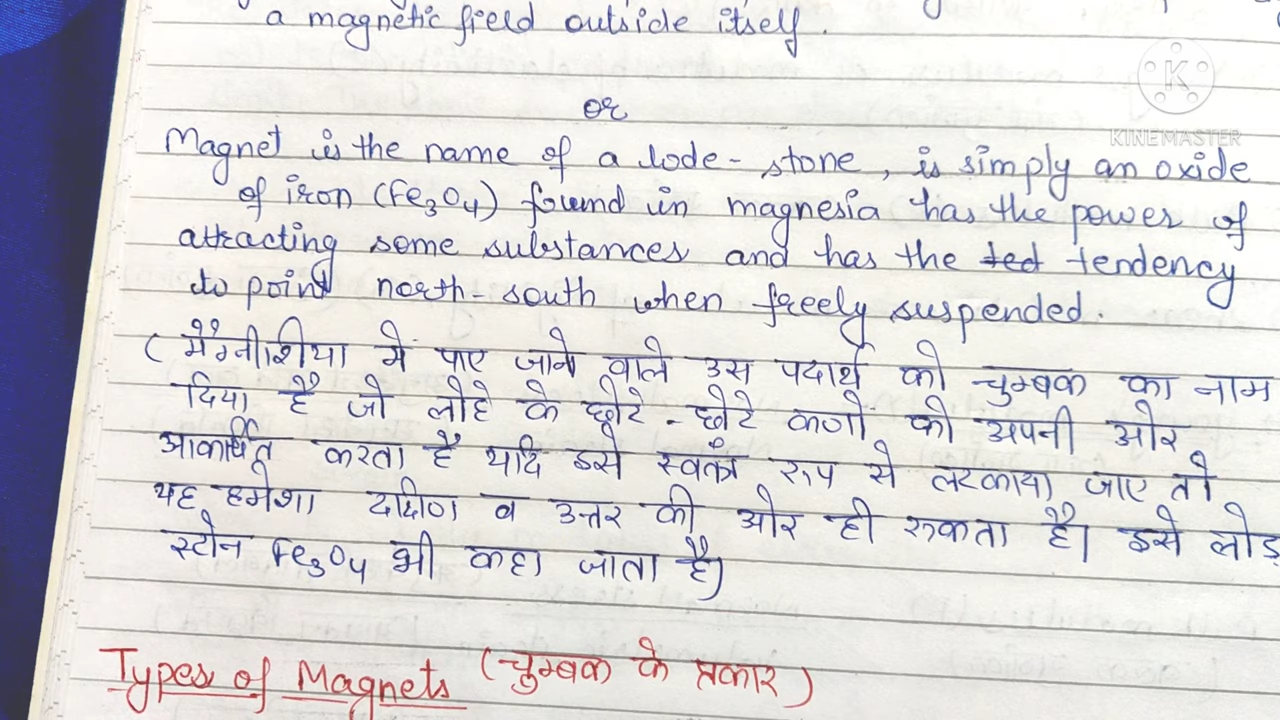 a magnetic field outside itself.
KINEMASTER
or
Magnet is the name of a lode-stone, is simply an oxide
of iron (Fe₃O₄) found in magnesia has the power of
attracting some substances and has the ted tendency
to point north-south when freely suspended.
( मैग्नीशिया में पाए जाने वाले उस पदार्थ को चुम्बक का नाम
दिया है जो लोहे के छोटे-छोटे कणों को अपनी ओर
आकर्षित करता है यदि इसे स्वतंत्र रूप से लटकाया जाए तो
यह हमेशा दक्षिण व उत्तर की ओर ही रुकता है। इसे लोड
स्टोन Fe₃O₄ भी कहा जाता है)
Types of Magnets (चुम्बक के प्रकार)